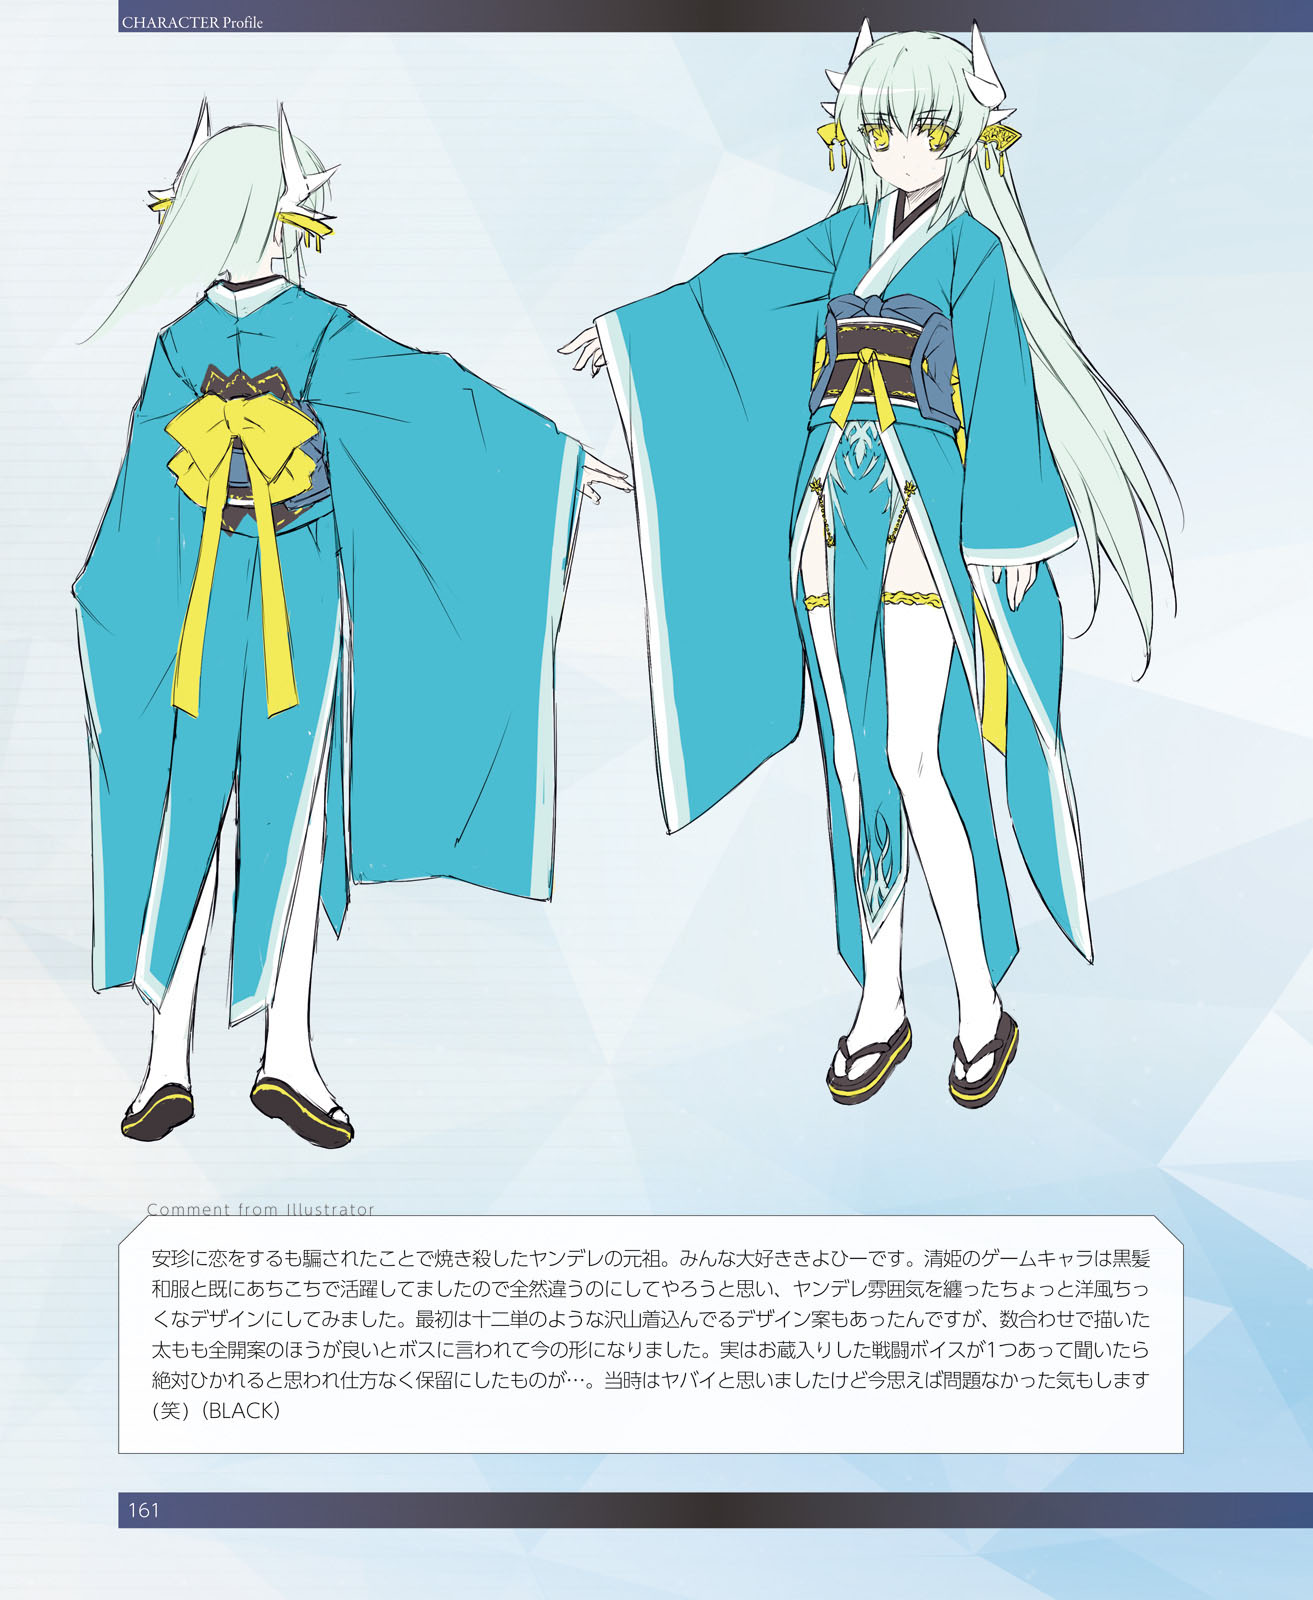 CHARACTER Profile
Comment from Illustrator
安珍に恋をするも騙されたことで焼き殺したヤンデレの元祖。みんな大好ききよひーです。清姫のゲームキャラは黒髪
和服と既にあちこちで活躍してましたので全然違うのにしてやろうと思い、ヤンデレ雰囲気を纏ったちょっと洋風ちっ
くなデザインにしてみました。最初は十二単のような沢山着込んでるデザイン案もあったんですが、数合わせで描いた
太もも全開案のほうが良いとボスに言われて今の形になりました。実はお蔵入りした戦闘ボイスが1つあって聞いたら
絶対ひかれると思われ仕方なく保留にしたものが…。当時はヤバイと思いましたけど今思えば問題なかった気もします
(笑)（BLACK）
161